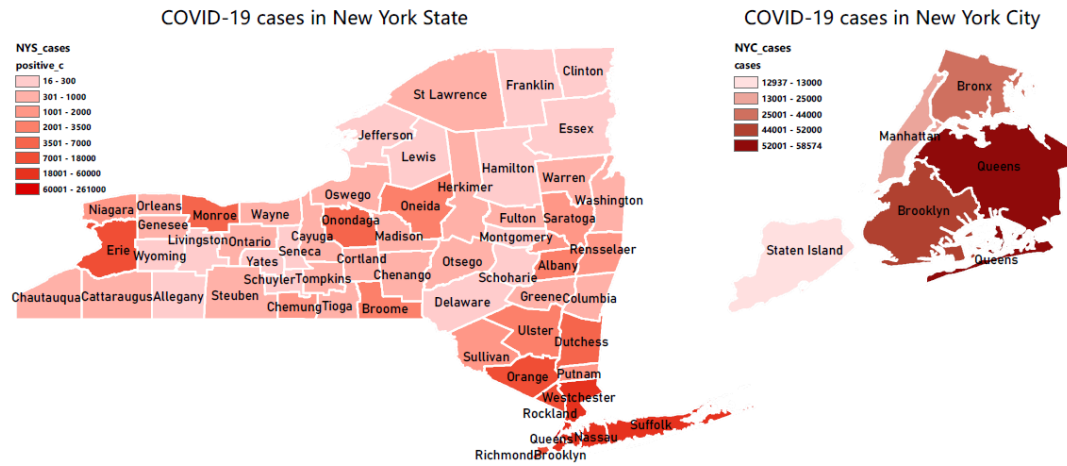 COVID-19 cases in New York State
NYS_cases
positive_c
16 - 300
301 - 1000
1001 - 2000
2001 - 3500
3501 - 7000
7001 - 18000
18001 - 60000
60001 - 261000
Clinton
Franklin
St Lawrence
Essex
Jefferson
Lewis
Hamilton
Warren
Herkimer
Oswego
Washington
Oneida
Niagara
Orleans
Monroe
Wayne
Fulton
Saratoga
Genesee
Onondaga
Madison
Montgomery
Erie
Wyoming
Livingston
Ontario
Cayuga
Seneca
Rensselaer
Yates
Cortland
Otsego
Albany
Schoharie
Chenango
Schuyler
Tompkins
Chautauqua
Cattaraugus
Allegany
Steuben
Chemung
Tioga
Broome
Delaware
Greene
Columbia
Ulster
Dutchess
Sullivan
Orange
Putnam
Westchester
Rockland
Suffolk
Queens
Nassau
Richmond
Brooklyn
COVID-19 cases in New York City
NYC_cases
cases
12937 - 13000
13001 - 25000
25001 - 44000
44001 - 52000
52001 - 58574
Bronx
Manhattan
Queens
Brooklyn
Staten Island
Queens